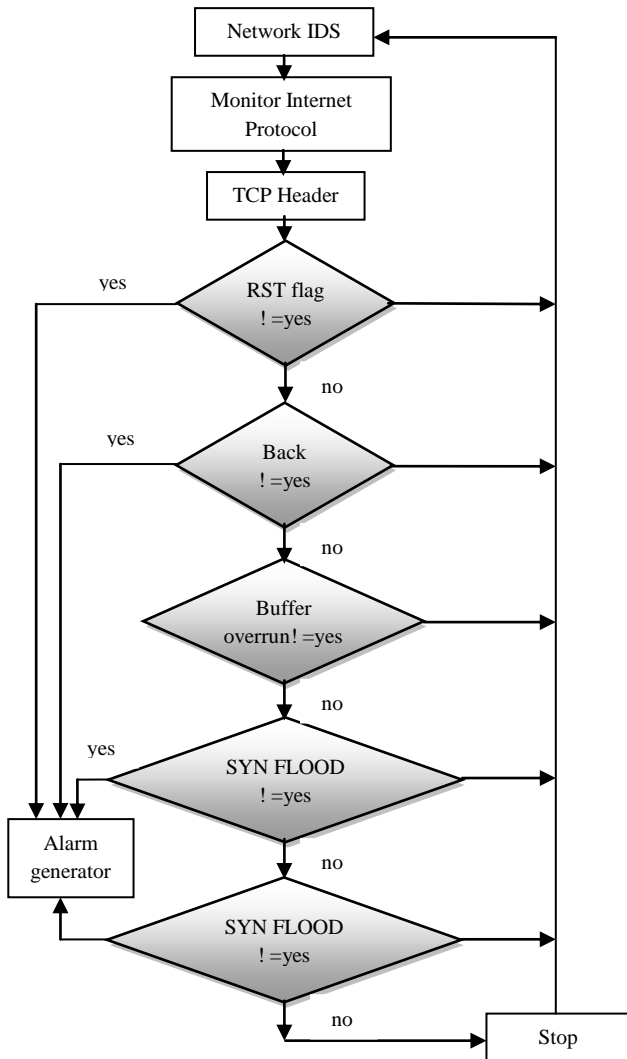 Network IDS
Monitor Internet
Protocol
TCP Header
yes
RST flag
! =yes
no
yes
Back
! =yes
no
Buffer
overrun! =yes
no
yes
SYN FLOOD
! =yes
Alarm
generator
no
SYN FLOOD
! =yes
no
Stop